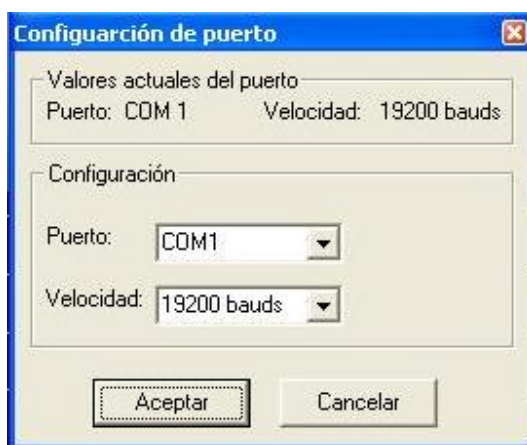 Configuarción de puerto
Valores actuales del puerto
Puerto: COM 1 Velocidad: 19200 bauds
Configuración
Puerto: COM1
Velocidad: 19200 bauds
Aceptar Cancelar